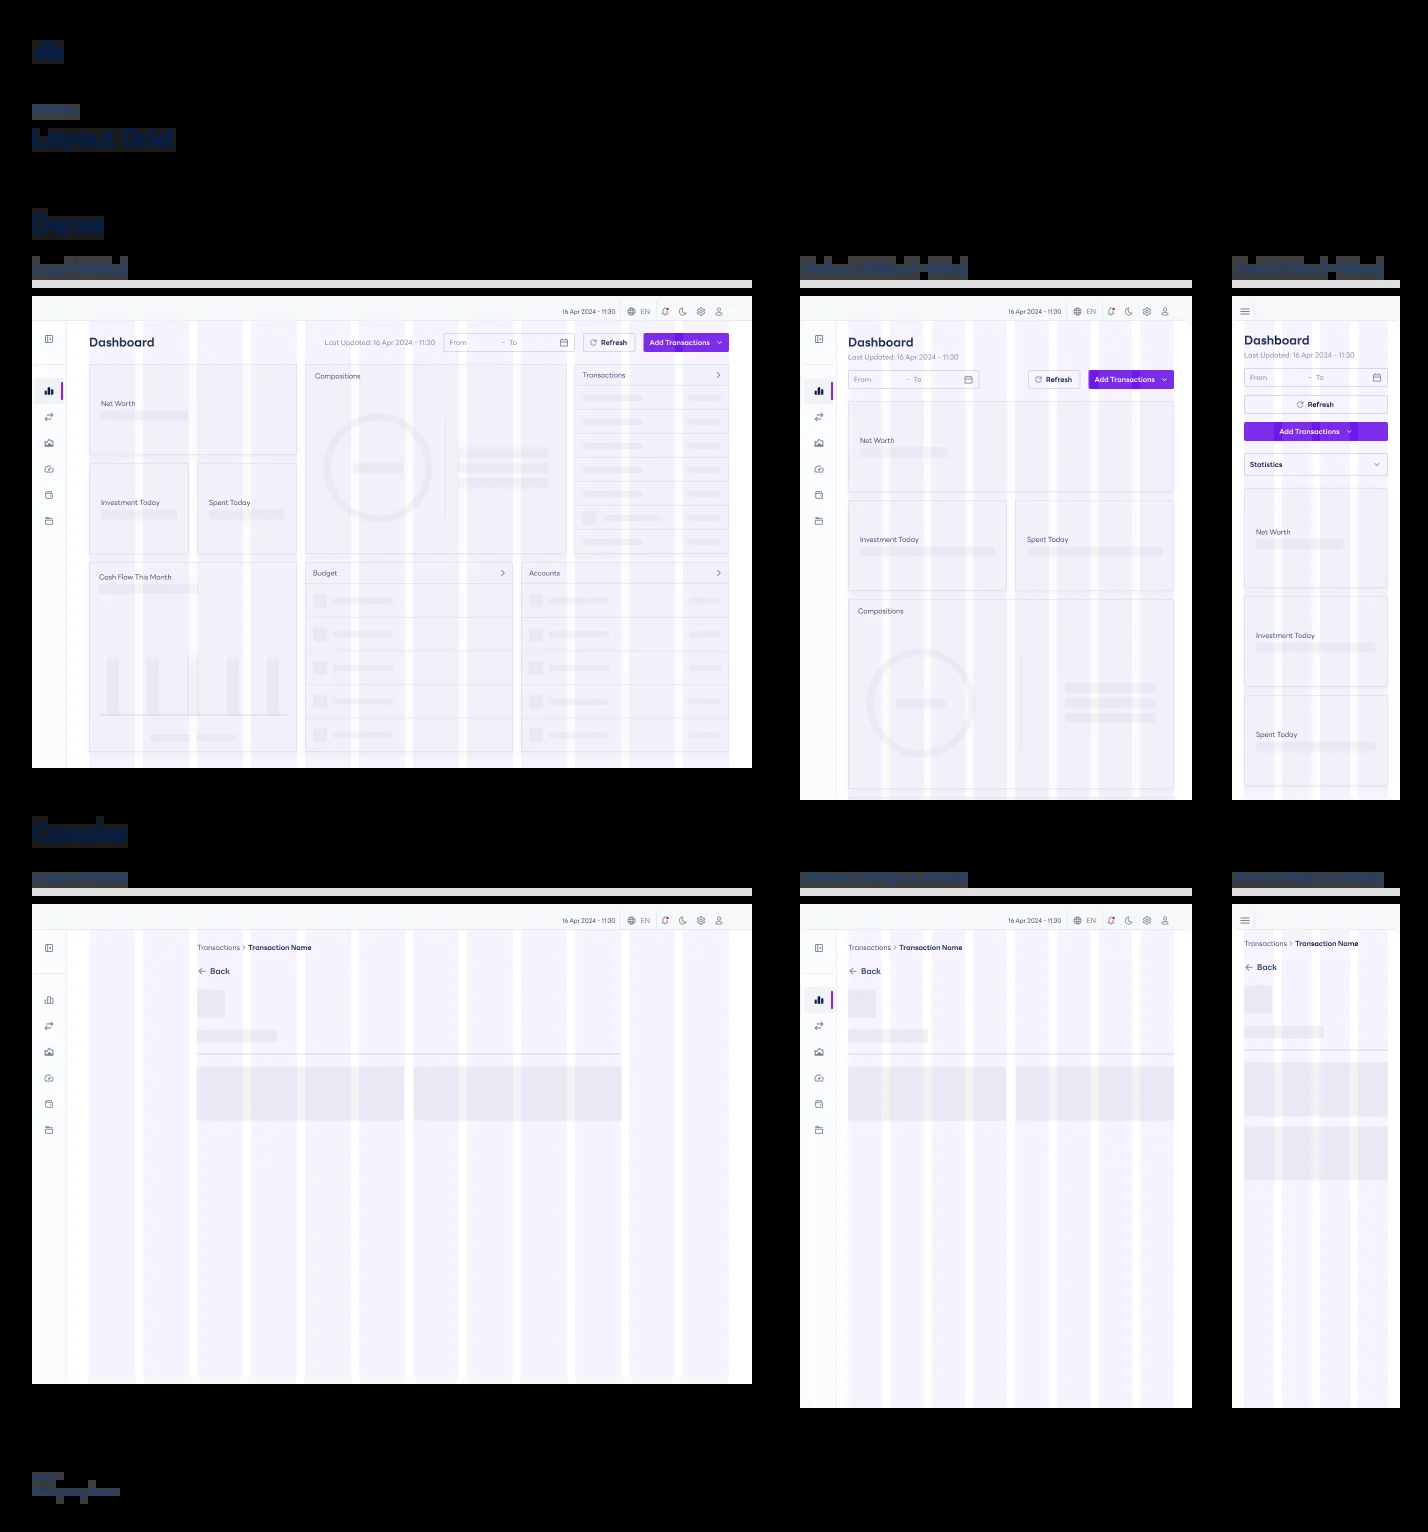 Layout Grid
Dense
16 Apr 2024 - 11:30
EN
Dashboard
Last Updated: 16 Apr 2024 - 11:30
From - To
Refresh
Add Transactions
Net Worth
Compositions
Transactions
Investment Today
Spent Today
Cash Flow This Month
Budget
Accounts
16 Apr 2024 - 11:30
EN
Dashboard
Last Updated: 16 Apr 2024 - 11:30
From - To
Refresh
Add Transactions
Net Worth
Investment Today
Spent Today
Compositions
Dashboard
Last Updated: 16 Apr 2024 - 11:30
From - To
Refresh
Add Transactions
Statistics
Net Worth
Investment Today
Spent Today
Concise
16 Apr 2024 - 11:30
EN
Transactions > Transaction Name
Back
16 Apr 2024 - 11:30
EN
Transactions > Transaction Name
Back
Transactions > Transaction Name
Back